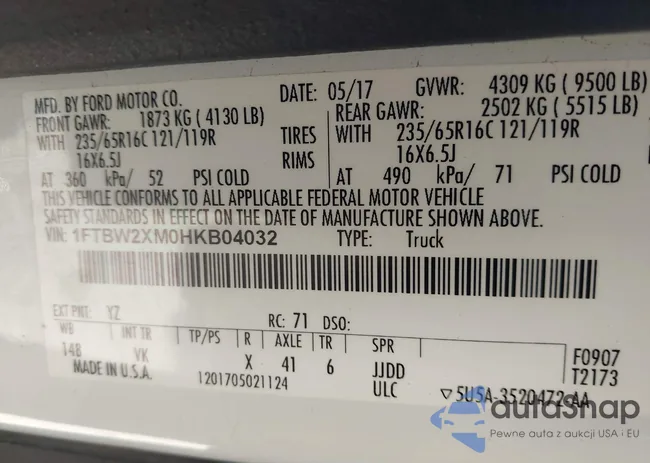 MFD. BY FORD MOTOR CO. DATE: 05/17 GVWR: 4309 KG ( 9500 LB)
FRONT GAWR: 1873 KG ( 4130 LB) REAR GAWR: 2502 KG ( 5515 LB)
WITH 235/65R16C 121/119R TIRES WITH 235/65R16C 121/119R
16X6.5J RIMS 16X6.5J
AT 360 kPa/ 52 PSI COLD AT 490 kPa/ 71 PSI COLD
THIS VEHICLE CONFORMS TO ALL APPLICABLE FEDERAL MOTOR VEHICLE
SAFETY STANDARDS IN EFFECT ON THE DATE OF MANUFACTURE SHOWN ABOVE.
VIN: 1FTBW2XM0HKB04032 TYPE: Truck
EXT PNT: YZ RC: 71 DSO:
WB INT TR TP/PS R AXLE TR SPR
148 VK X 41 6 JJDD F0907
MADE IN U.S.A. 1201705021124 ULC T2173
▽ 5U5A-3520472-AA
autosnap
Pewne auta z aukcji USA i EU